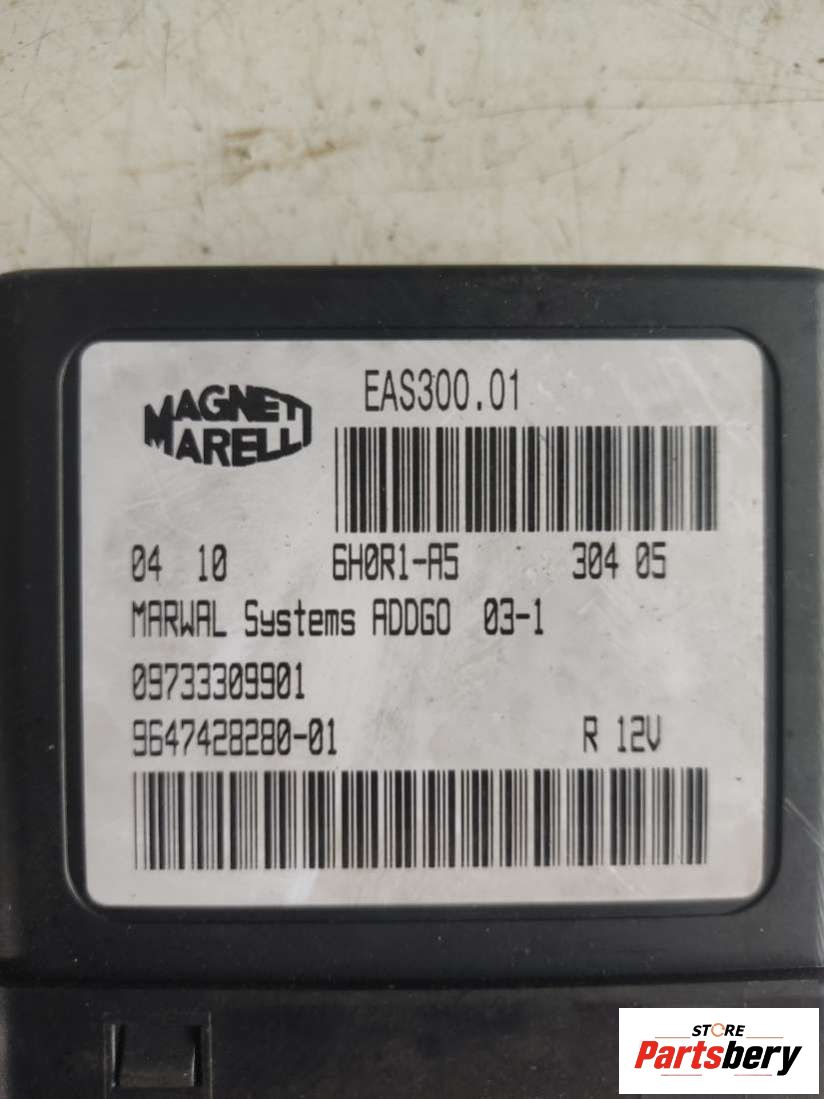 MAGNETI
MARELLI
EAS300.01
04 10 6H0R1-A5 304 05
MARWAL Systems ADDGO 03-1
09733309901
9647428280-01 R 12V
STORE
Partsbery